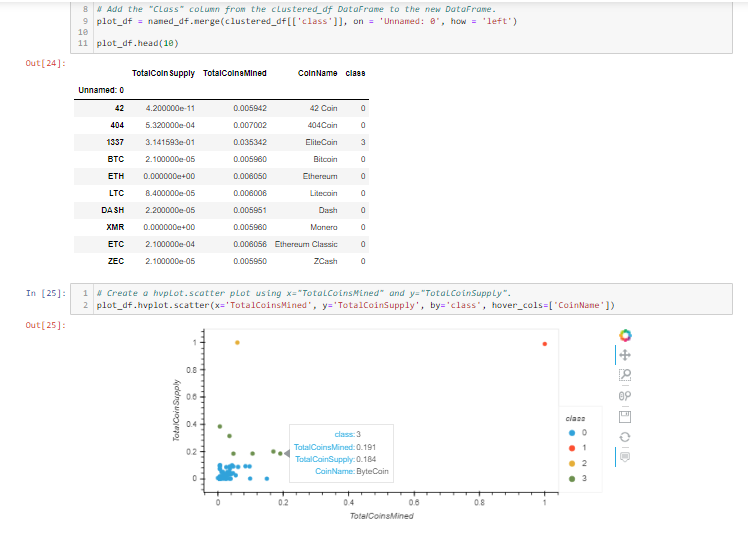 8 # Add the "Class" column from the clustered_df DataFrame to the new DataFrame.
9 plot_df = named_df.merge(clustered_df[['class']], on = 'Unnamed: 0', how = 'left')
10
11 plot_df.head(10)
Out[24]:
TotalCoinSupply TotalCoinsMined CoinName class
Unnamed: 0
42 4.200000e-11 0.005942 42 Coin 0
404 5.320000e-04 0.007002 404Coin 0
1337 3.141593e-01 0.035342 EliteCoin 3
BTC 2.100000e-05 0.005960 Bitcoin 0
ETH 0.000000e+00 0.006050 Ethereum 0
LTC 8.400000e-05 0.006006 Litecoin 0
DASH 2.200000e-05 0.005951 Dash 0
XMR 0.000000e+00 0.005960 Monero 0
ETC 2.100000e-04 0.006056 Ethereum Classic 0
ZEC 2.100000e-05 0.005950 ZCash 0
In [25]:
1 # Create a hvplot.scatter plot using x="TotalCoinsMined" and y="TotalCoinSupply".
2 plot_df.hvplot.scatter(x='TotalCoinsMined', y='TotalCoinSupply', by='class', hover_cols=['CoinName'])
Out[25]:
TotalCoinSupply
1
0.8
0.6
0.4
0.2
0
class: 3
TotalCoinsMined: 0.191
TotalCoinSupply: 0.184
CoinName: ByteCoin
class
0
1
2
3
0 0.2 0.4 0.6 0.8 1
TotalCoinsMined